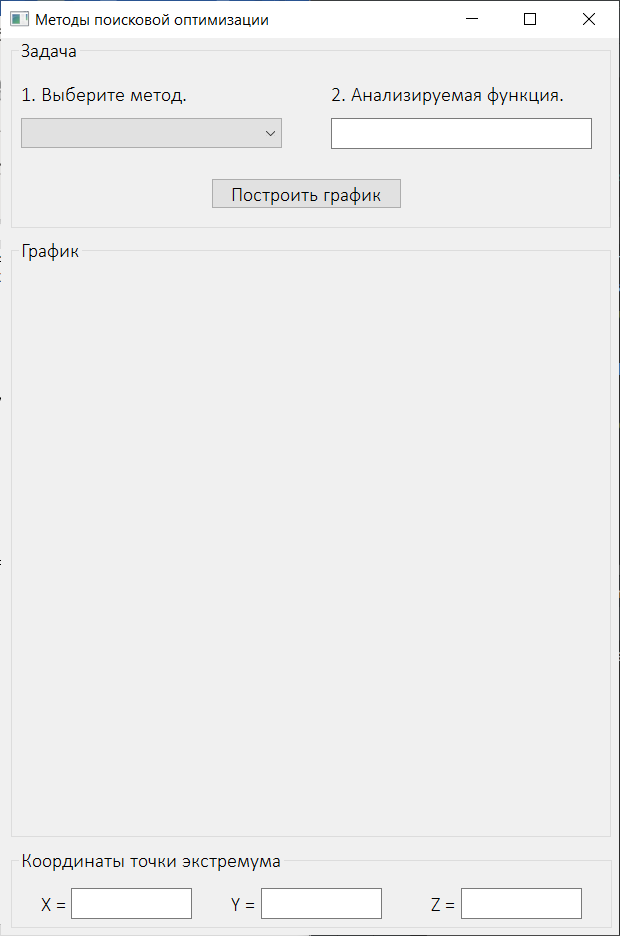 Методы поисковой оптимизации
Задача
1. Выберите метод.
2. Анализируемая функция.
Построить график
График
Координаты точки экстремума
X =
Y =
Z =